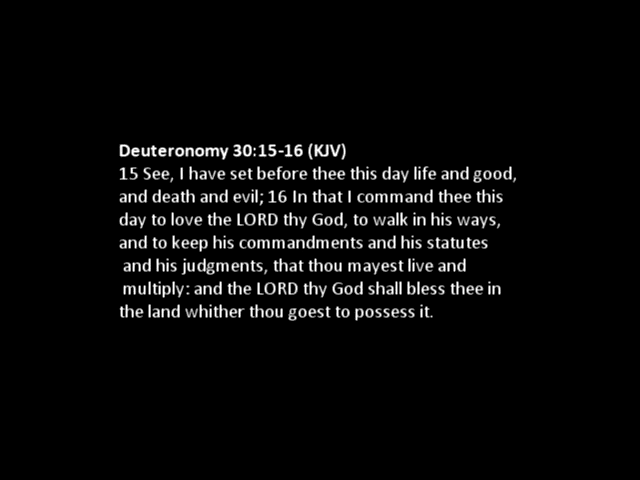 Deuteronomy 30:15-16 (KJV)
15 See, I have set before thee this day life and good,
and death and evil; 16 In that I command thee this
day to love the LORD thy God, to walk in his ways,
and to keep his commandments and his statutes
and his judgments, that thou mayest live and
multiply: and the LORD thy God shall bless thee in
the land whither thou goest to possess it.